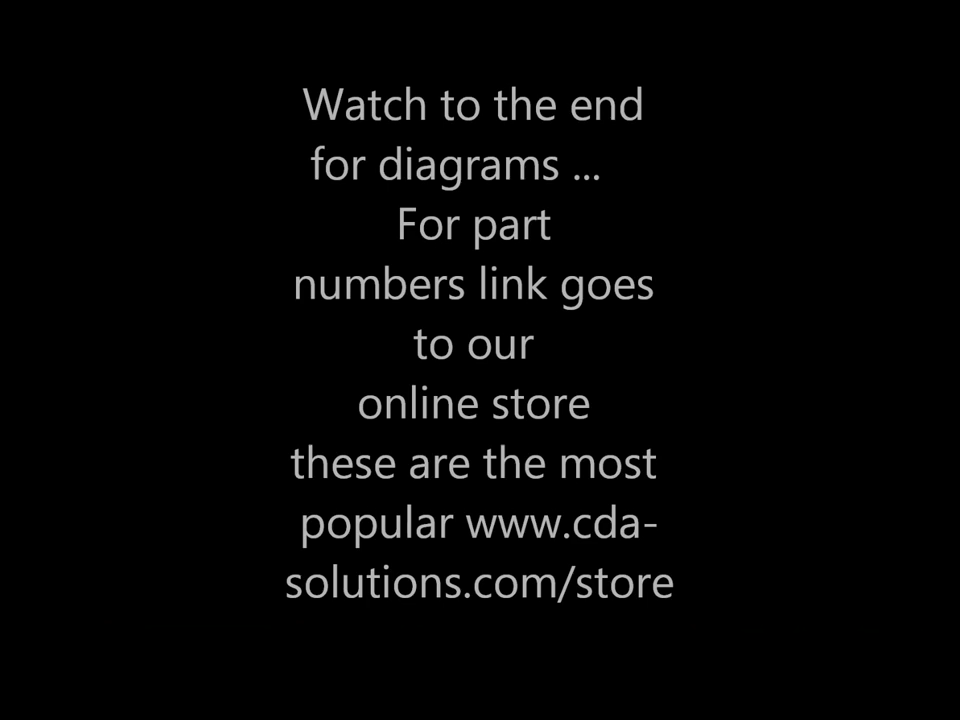 Watch to the end
for diagrams ...
For part
numbers link goes
to our
online store
these are the most
popular www.cda-
solutions.com/store